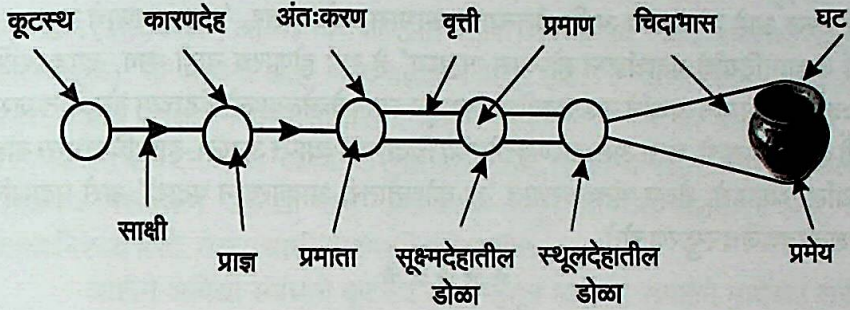 कूटस्थ कारणदेह अंतःकरण वृत्ती प्रमाण चिदाभास घट
साक्षी प्राज्ञ प्रमाता सूक्ष्मदेहातील स्थूलदेहातील प्रमेय
डोळा डोळा